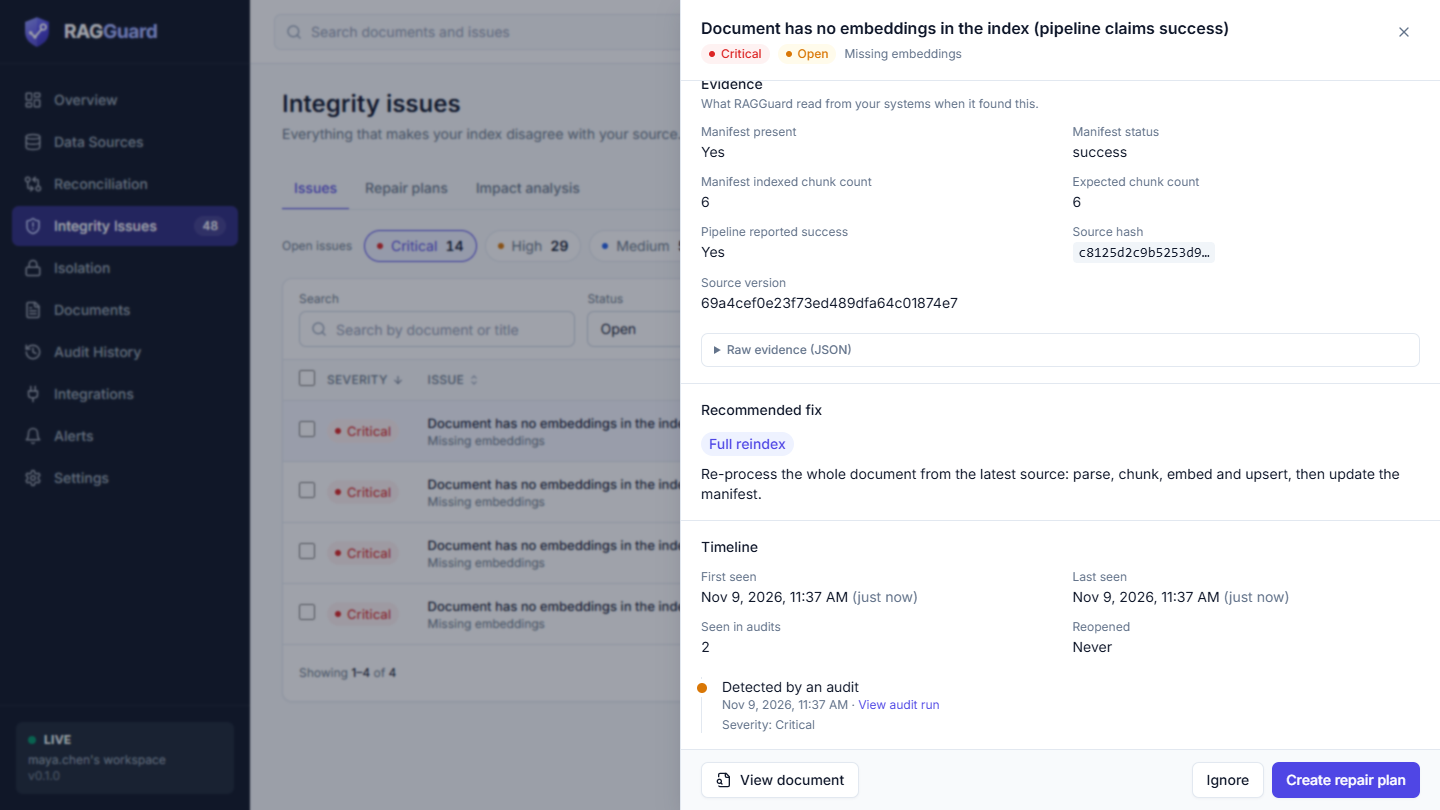 RAGGuard
Overview
Data Sources
Reconciliation
Integrity Issues 48
Isolation
Documents
Audit History
Integrations
Alerts
Settings
LIVE
maya.chen's workspace
v0.1.0
Search documents and issues
Integrity issues
Everything that makes your index disagree with your source.
Issues Repair plans Impact analysis
Open issues Critical 14 High 29 Medium
Search Status
Search by document or title Open
SEVERITY ISSUE
Critical Document has no embeddings in the
Missing embeddings
Critical Document has no embeddings in the
Missing embeddings
Critical Document has no embeddings in the
Missing embeddings
Critical Document has no embeddings in the
Missing embeddings
Showing 1–4 of 4
Document has no embeddings in the index (pipeline claims success)
Critical Open Missing embeddings
Evidence
What RAGGuard read from your systems when it found this.
Manifest present Manifest status
Yes success
Manifest indexed chunk count Expected chunk count
6 6
Pipeline reported success Source hash
Yes c8125d2c9b5253d9…
Source version
69a4cef0e23f73ed489dfa64c01874e7
Raw evidence (JSON)
Recommended fix
Full reindex
Re-process the whole document from the latest source: parse, chunk, embed and upsert, then update the
manifest.
Timeline
First seen Last seen
Nov 9, 2026, 11:37 AM (just now) Nov 9, 2026, 11:37 AM (just now)
Seen in audits Reopened
2 Never
Detected by an audit
Nov 9, 2026, 11:37 AM · View audit run
Severity: Critical
View document Ignore Create repair plan